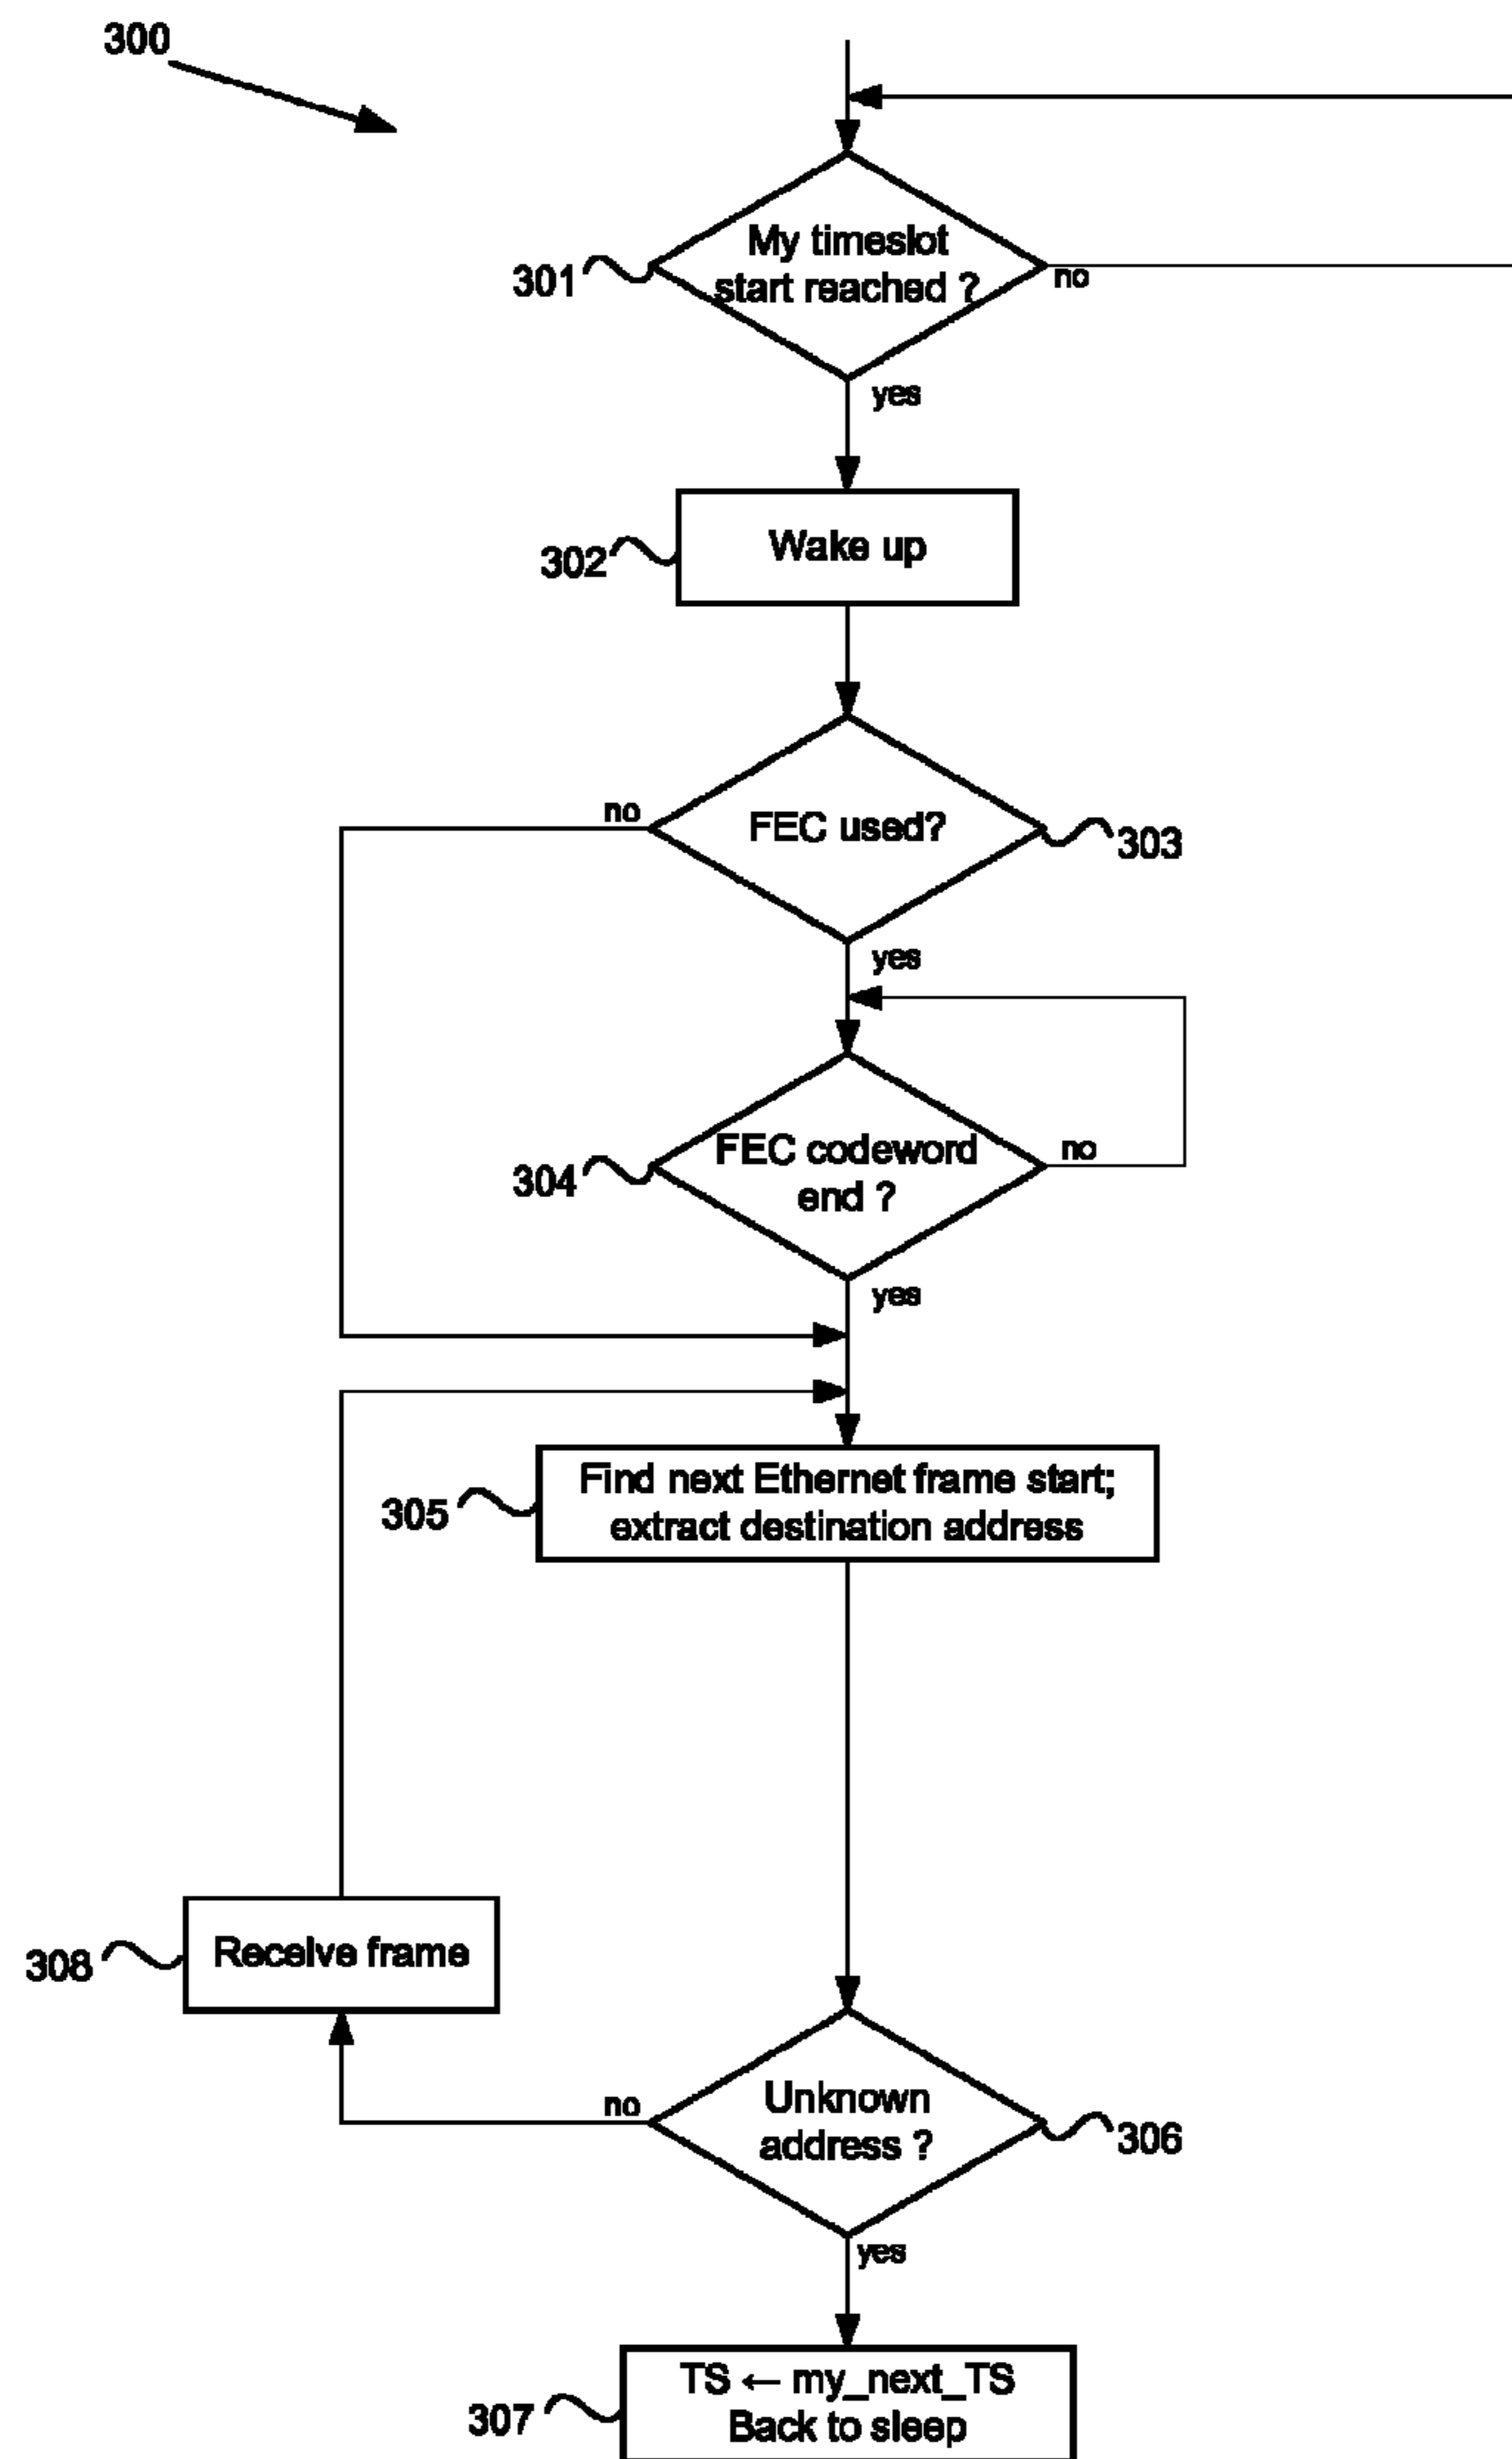 300
My timeslot
start reached ?
301
no
yes
Wake up
302
no
FEC used?
303
yes
FEC codeword
end ?
no
304
yes
Find next Ethernet frame start;
extract destination address
305
Receive frame
308
no
Unknown
address ?
306
yes
TS ← my_next_TS
Back to sleep
307